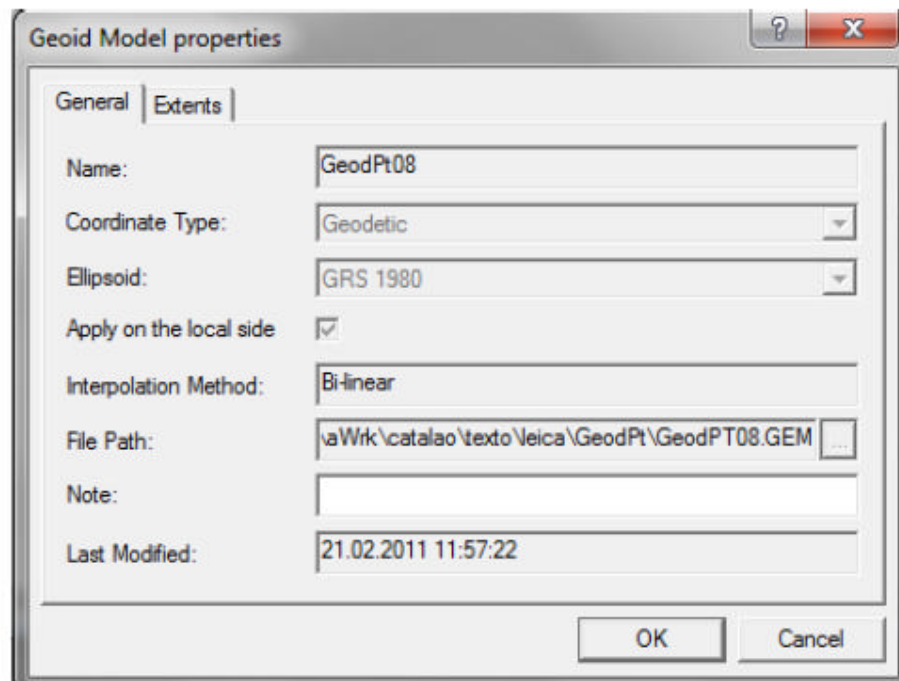 Geoid Model properties
General Extents
Name: GeodPt08
Coordinate Type: Geodetic
Ellipsoid: GRS 1980
Apply on the local side
Interpolation Method: Bi-linear
File Path: \aWrk\catalao\texto\leica\GeodPt\GeodPT08.GEM ...
Note:
Last Modified: 21.02.2011 11:57:22
OK Cancel